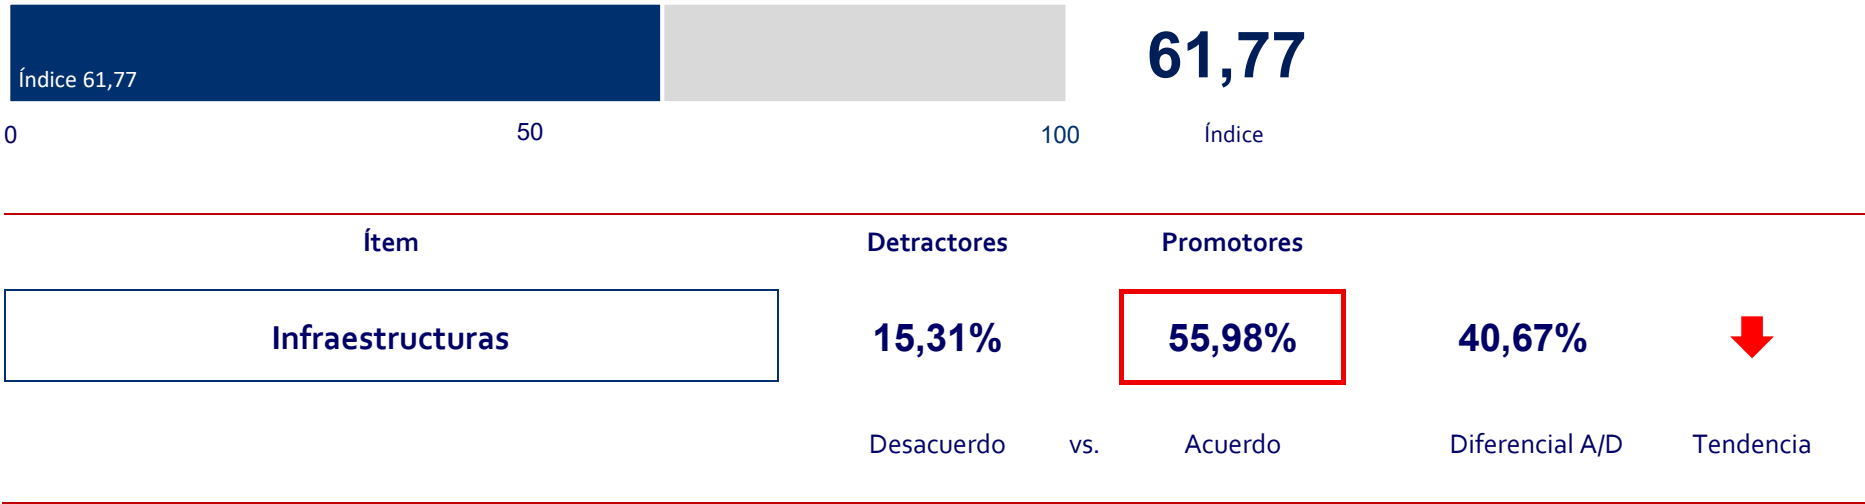 Índice 61,77
61,77
0
50
100
Índice
Ítem
Detractores
Promotores
Infraestructuras
15,31%
55,98%
40,67%
Desacuerdo
vs.
Acuerdo
Diferencial A/D
Tendencia